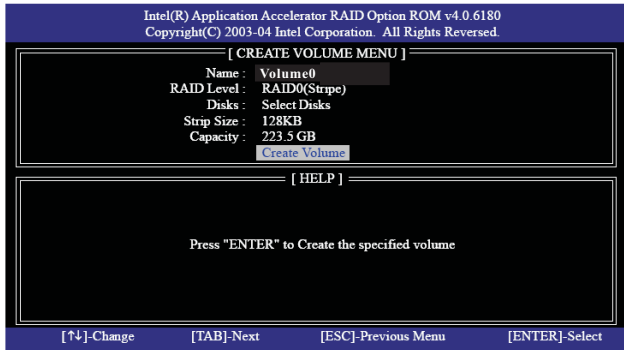 Intel(R) Application Accelerator RAID Option ROM v4.0.6180
Copyright(C) 2003-04 Intel Corporation. All Rights Reversed.
[ CREATE VOLUME MENU ]
Name : Volume0
RAID Level : RAID0(Stripe)
Disks : Select Disks
Strip Size : 128KB
Capacity : 223.5 GB
Create Volume
[ HELP ]
Press "ENTER" to Create the specified volume
[↑↓]-Change [TAB]-Next [ESC]-Previous Menu [ENTER]-Select